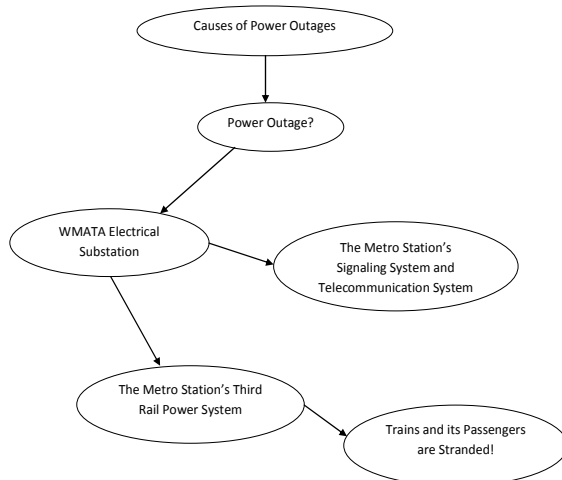 Causes of Power Outages
Power Outage?
WMATA Electrical
Substation
The Metro Station's
Signaling System and
Telecommunication System
The Metro Station's Third
Rail Power System
Trains and its Passengers
are Stranded!